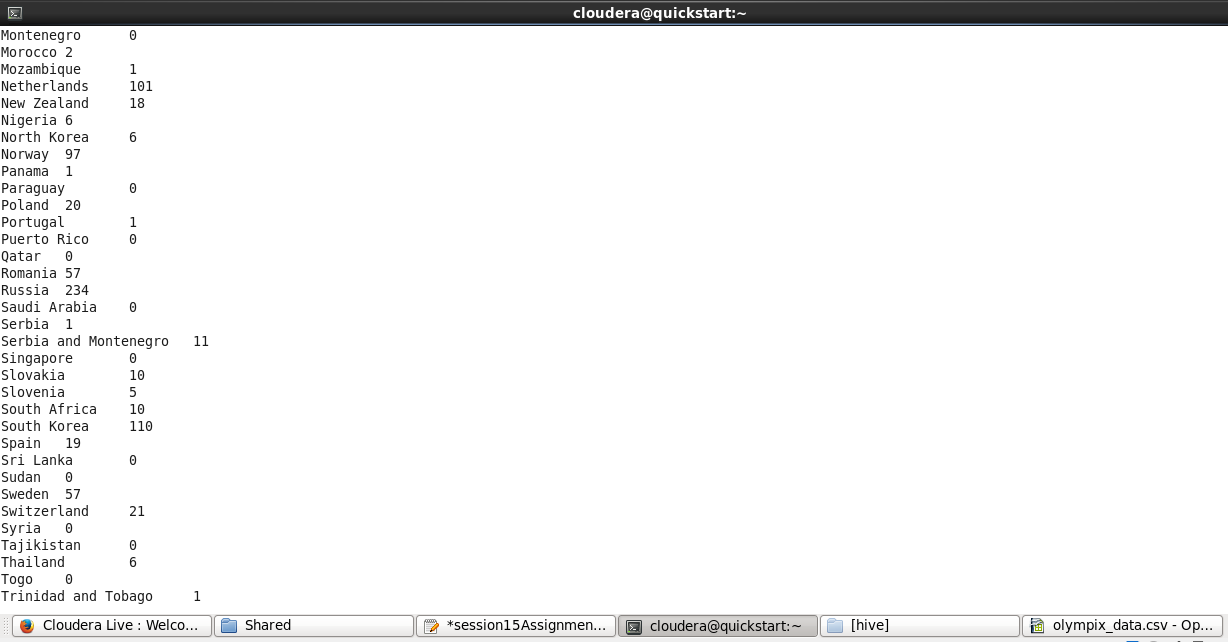 cloudera@quickstart:~
Montenegro 0
Morocco 2
Mozambique 1
Netherlands 101
New Zealand 18
Nigeria 6
North Korea 6
Norway 97
Panama 1
Paraguay 0
Poland 20
Portugal 1
Puerto Rico 0
Qatar 0
Romania 57
Russia 234
Saudi Arabia 0
Serbia 1
Serbia and Montenegro 11
Singapore 0
Slovakia 10
Slovenia 5
South Africa 10
South Korea 110
Spain 19
Sri Lanka 0
Sudan 0
Sweden 57
Switzerland 21
Syria 0
Tajikistan 0
Thailand 6
Togo 0
Trinidad and Tobago 1
Cloudera Live : Welco... Shared *session15Assignmen... cloudera@quickstart:~ [hive] olympix_data.csv - Op...